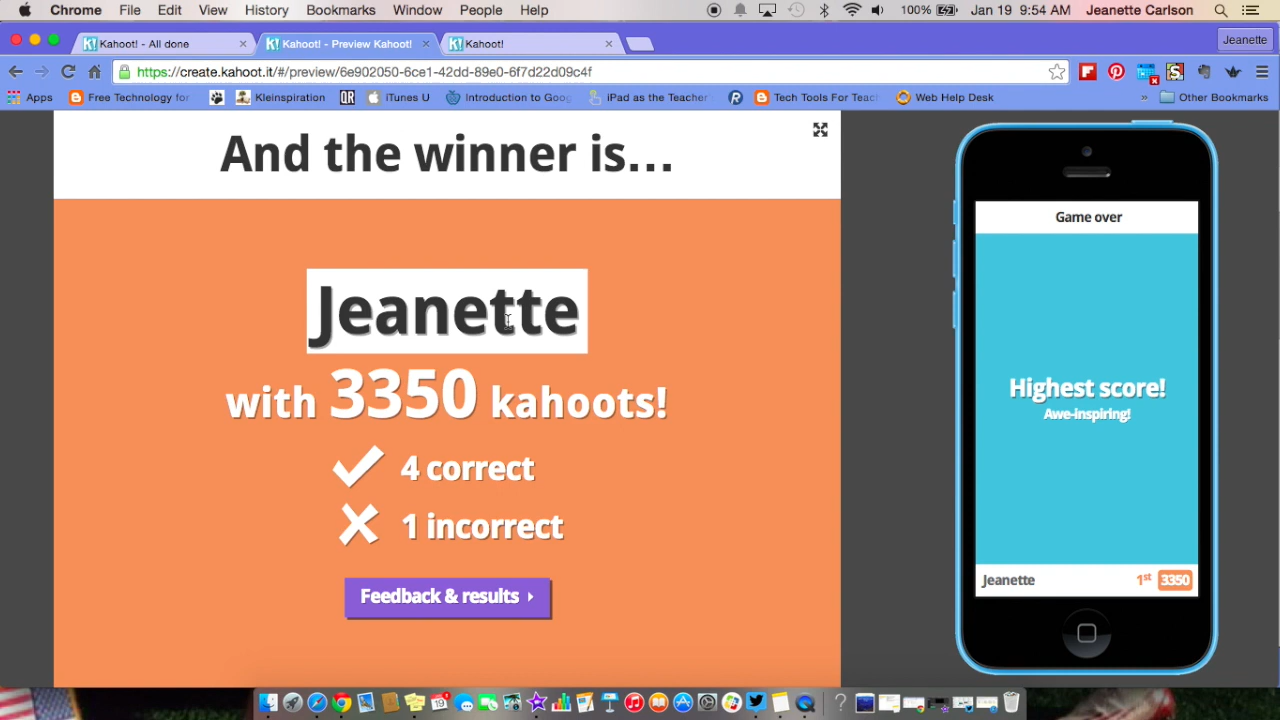 Chrome File Edit View History Bookmarks Window People Help 100% Jan 19 9:54 AM Jeanette Carlson
Kahoot! - All done Kahoot! - Preview Kahoot! Kahoot! Jeanette
https://create.kahoot.it/#/preview/6e902050-6ce1-42dd-89e0-6f7d22d09c4f
Apps Free Technology for Kleinspiration QR iTunes U Introduction to Goog iPad as the Teacher Tech Tools For Teac Web Help Desk » Other Bookmarks
And the winner is...
Jeanette
with 3350 kahoots!
4 correct
1 incorrect
Feedback & results
Game over
Highest score!
Awe-inspiring!
Jeanette 1st 3350